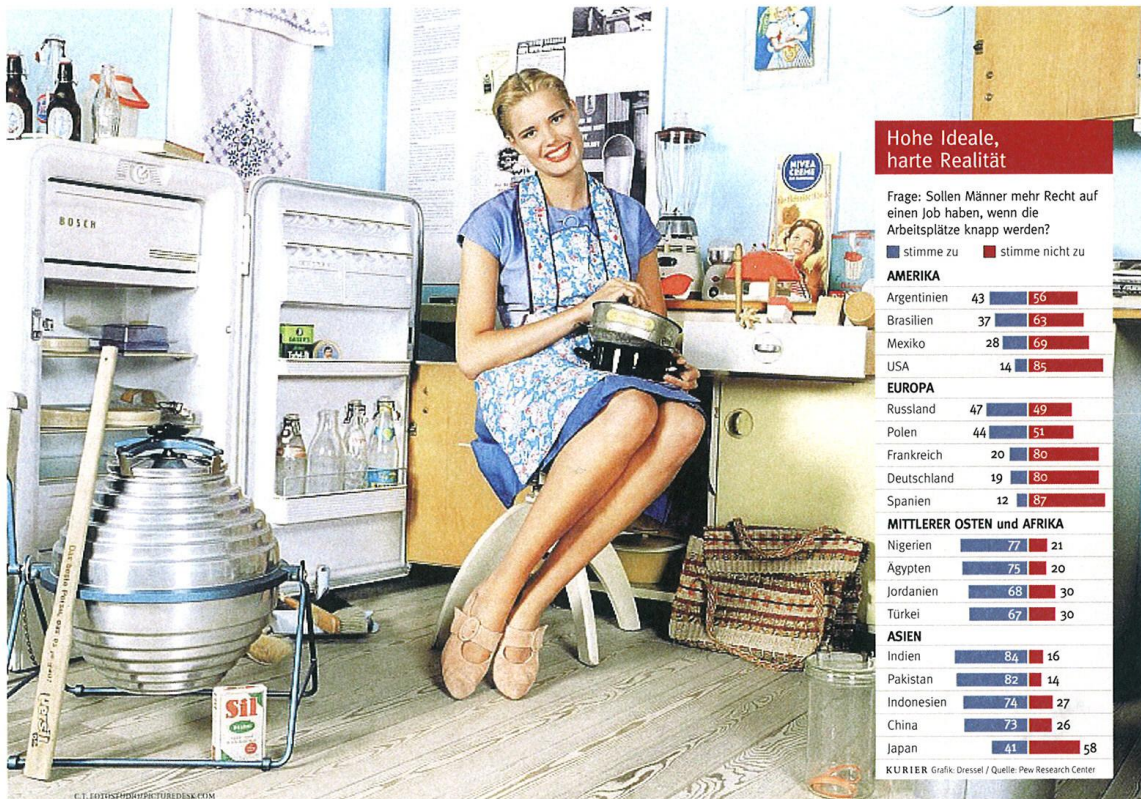 BOSCH
NIVEA
CREME
Sil
Hohe Ideale,
harte Realität
Frage: Sollen Männer mehr Recht auf
einen Job haben, wenn die
Arbeitsplätze knapp werden?
stimme zu stimme nicht zu
AMERIKA
Argentinien 43 56
Brasilien 37 63
Mexiko 28 69
USA 14 85
EUROPA
Russland 47 49
Polen 44 51
Frankreich 20 80
Deutschland 19 80
Spanien 12 87
MITTLERER OSTEN und AFRIKA
Nigerien 77 21
Ägypten 75 20
Jordanien 68 30
Türkei 67 30
ASIEN
Indien 84 16
Pakistan 82 14
Indonesien 74 27
China 73 26
Japan 41 58
KURIER Grafik: Dressel / Quelle: Pew Research Center
C.T. FOTOSTUDIO/PICTUREDESK.COM